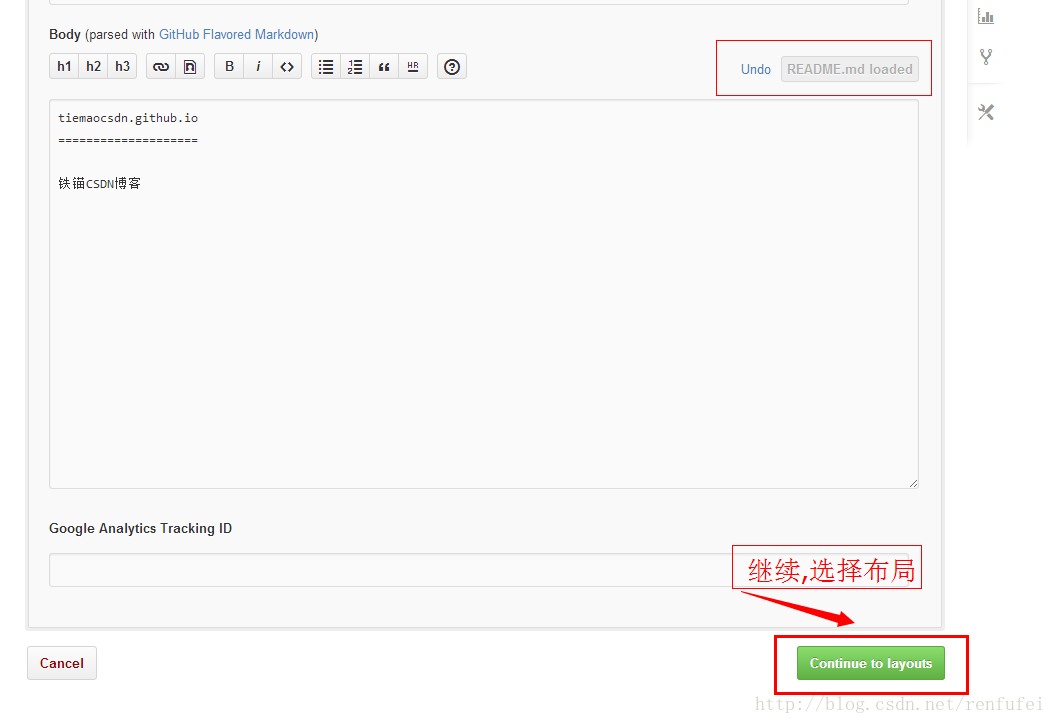 Body (parsed with GitHub Flavored Markdown)
h1 h2 h3 B i <> HR ?
Undo README.md loaded
tiemaocsdn.github.io
====================
铁锚CSDN博客
Google Analytics Tracking ID
继续,选择布局
Cancel
Continue to layouts
http://blog.csdn.net/renfufei